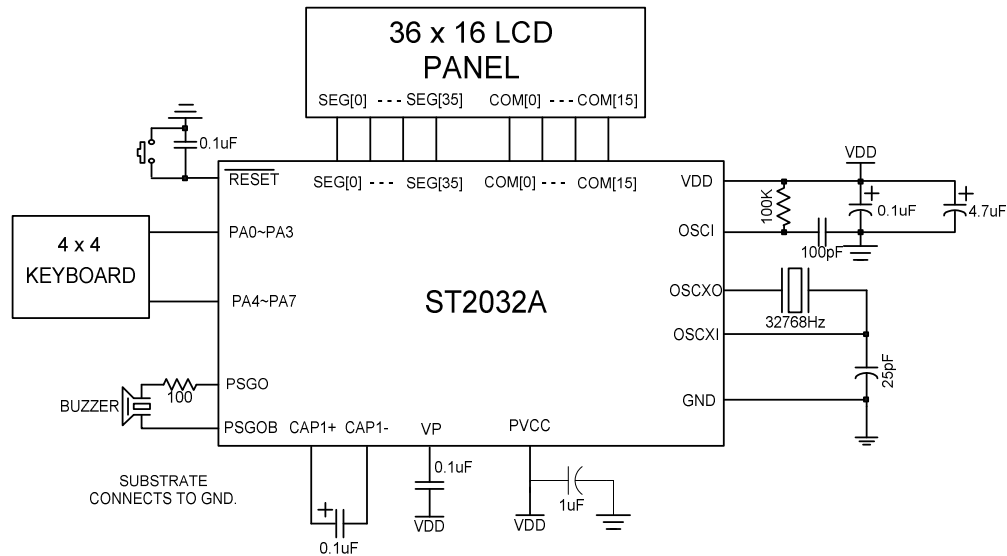 36 x 16 LCD
PANEL
SEG[0] - - - SEG[35] COM[0] - - - COM[15]
0.1uF
RESET
SEG[0] - - - SEG[35] COM[0] - - - COM[15]
VDD
VDD
100K
0.1uF
4.7uF
OSCI
100pF
4 x 4
KEYBOARD
PA0~PA3
PA4~PA7
ST2032A
OSCXO
32768Hz
OSCXI
25pF
GND
BUZZER
100
PSGO
PSGOB
CAP1+ CAP1- VP PVCC
+
0.1uF
0.1uF
VDD
VDD
1uF
+
+
SUBSTRATE
CONNECTS TO GND.